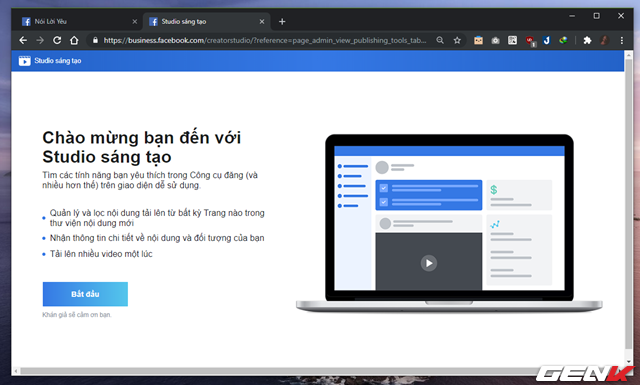 Nói Lời Yêu
Studio sáng tạo
https://business.facebook.com/creatorstudio/?reference=page_admin_view_publishing_tools_tab...
Studio sáng tạo
Chào mừng bạn đến với
Studio sáng tạo
Tìm các tính năng bạn yêu thích trong Công cụ đăng (và
nhiều hơn thế) trên giao diện dễ sử dụng.
Quản lý và lọc nội dung tải lên từ bất kỳ Trang nào trong
thư viện nội dung mới
Nhận thông tin chi tiết về nội dung và đối tượng của bạn
Tải lên nhiều video một lúc
Bắt đầu
Khán giả sẽ cảm ơn bạn.
GENK